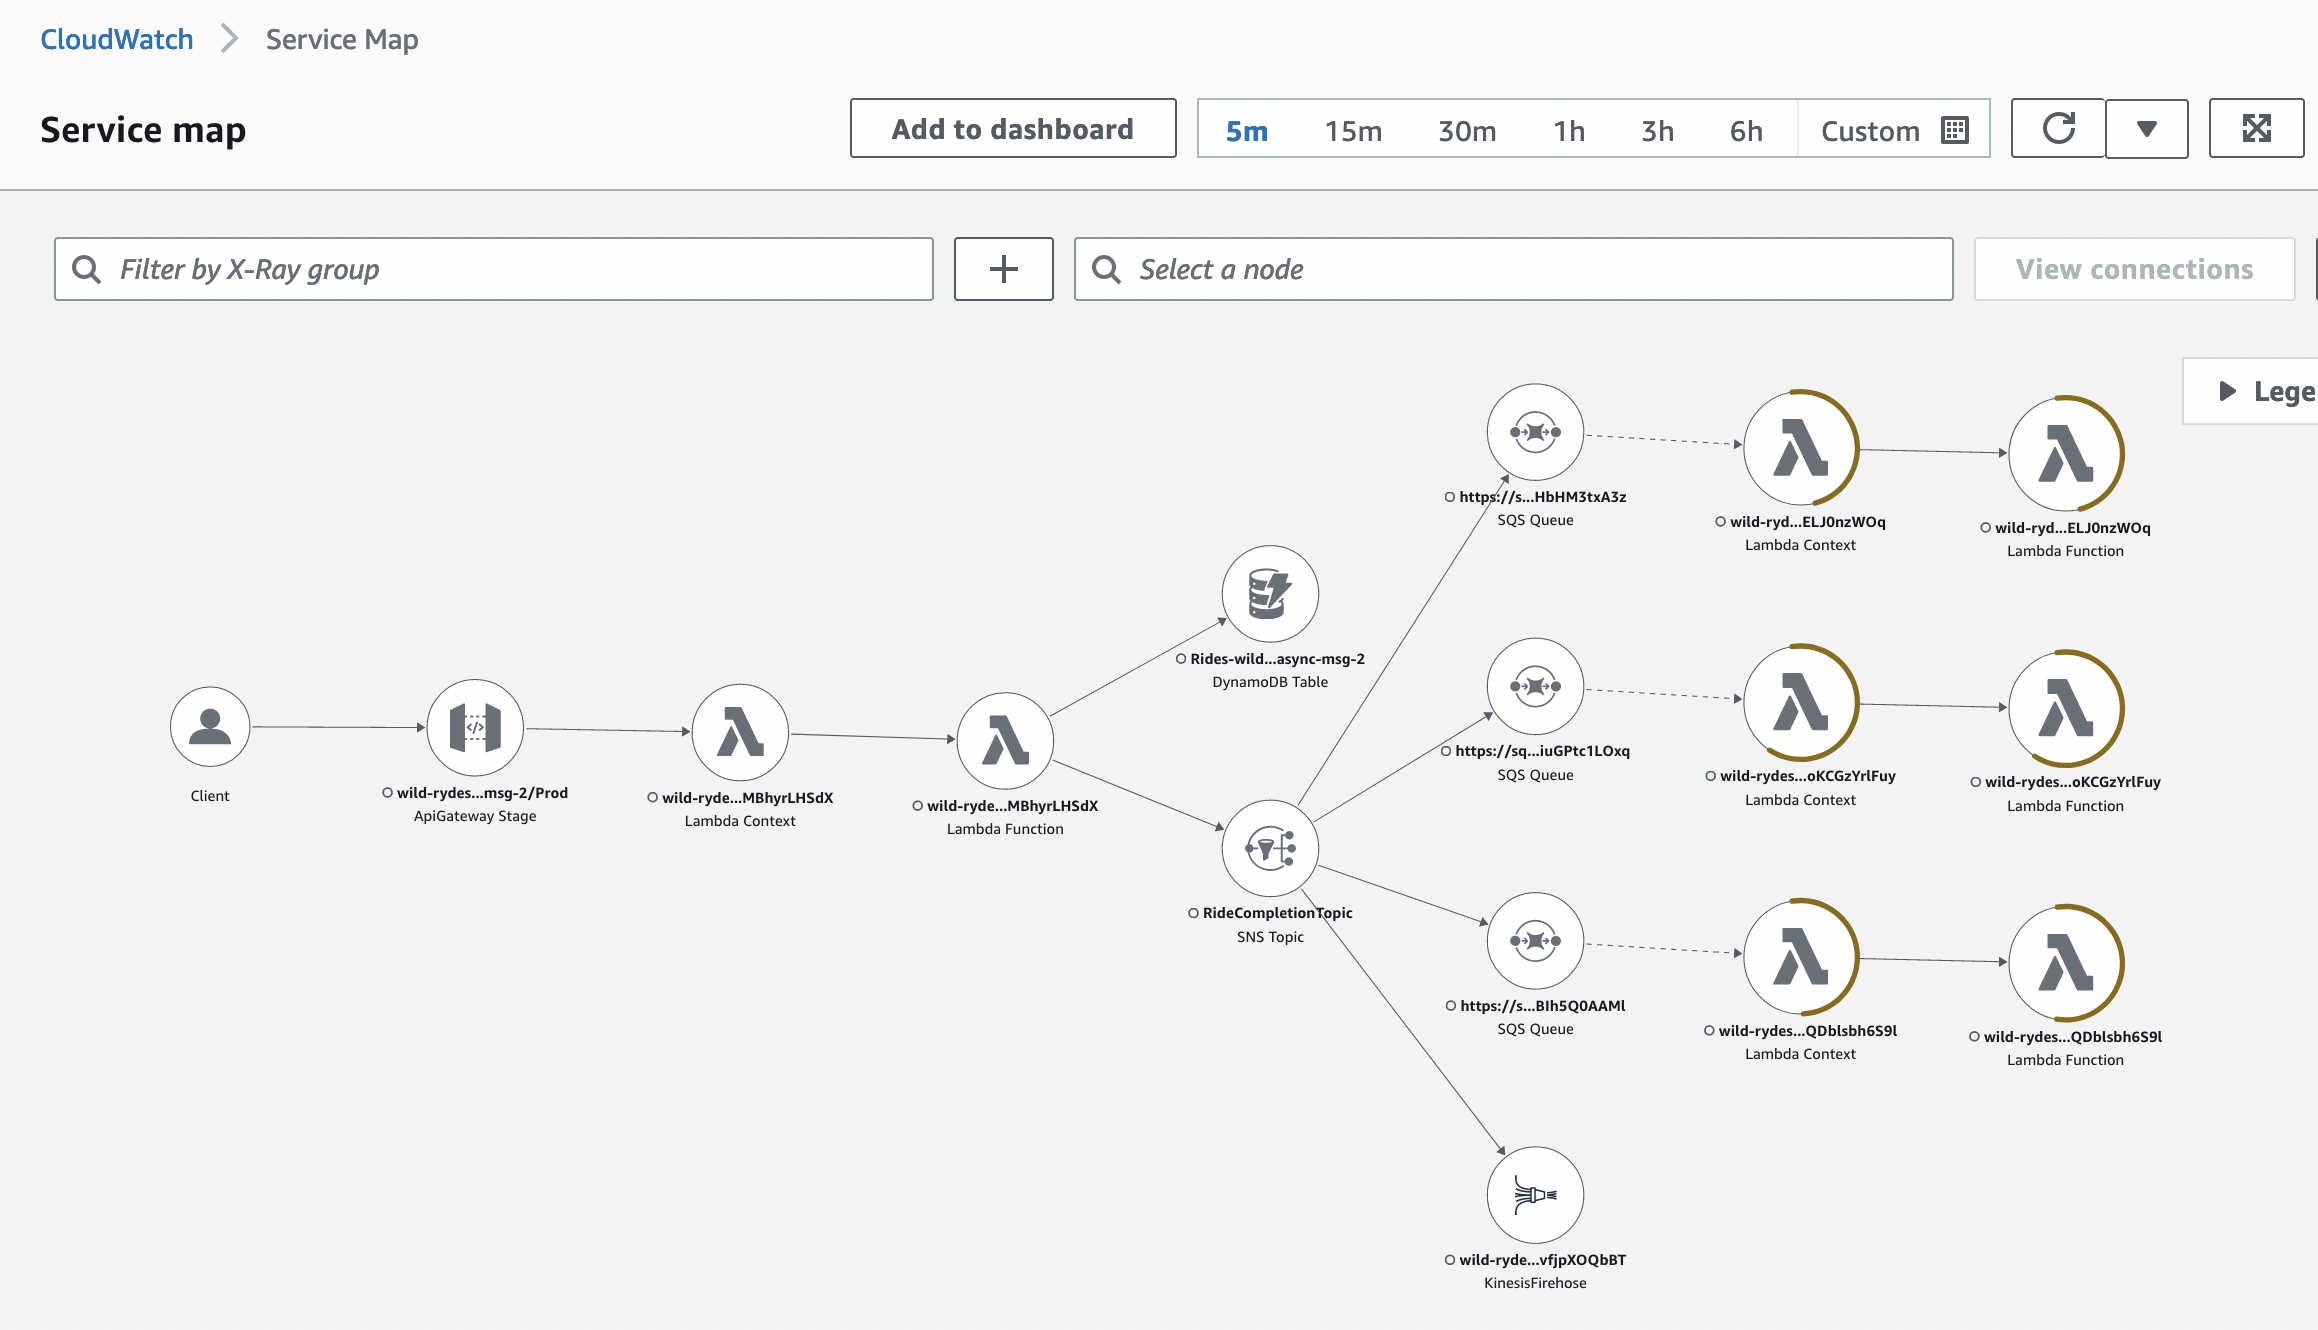 CloudWatch
Service Map
Service map
Add to dashboard
5m
15m
30m
1h
3h
6h
Custom
Filter by X-Ray group
Select a node
View connections
Lege
https://s...HbHM3txA3z
SQS Queue
wild-ryd...ELJ0nzWOq
Lambda Context
wild-ryd...ELJ0nzWOq
Lambda Function
Rides-wild...async-msg-2
DynamoDB Table
Client
wild-rydes...msg-2/Prod
ApiGateway Stage
wild-ryde...MBhyrLHSdX
Lambda Context
wild-ryde...MBhyrLHSdX
Lambda Function
https://sq...iuGPtc1LOxq
SQS Queue
wild-rydes...oKCGzYrlFuy
Lambda Context
wild-rydes...oKCGzYrlFuy
Lambda Function
RideCompletionTopic
SNS Topic
https://s...BIh5Q0AAMl
SQS Queue
wild-rydes...QDblsbh6S9l
Lambda Context
wild-rydes...QDblsbh6S9l
Lambda Function
wild-ryde...vfjpXOQbBT
KinesisFirehose